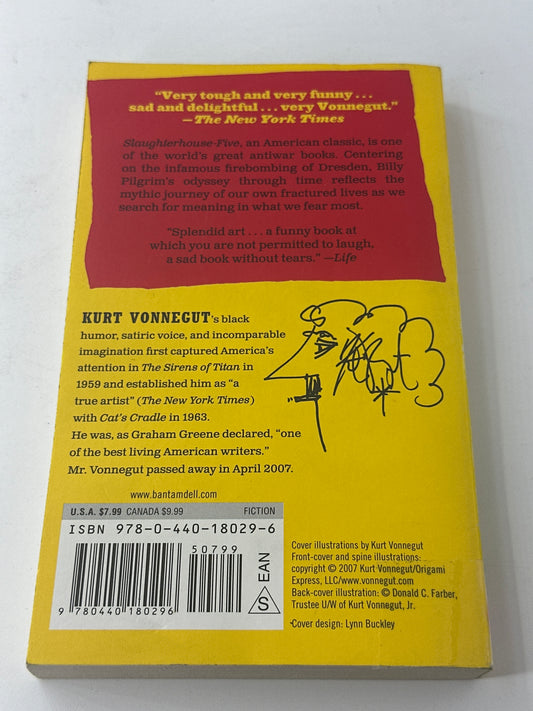 “Very tough and very funny . . .
sad and delightful . . . very Vonnegut.”
—The New York Times
Slaughterhouse-Five, an American classic, is one
of the world’s great antiwar books. Centering
on the infamous firebombing of Dresden, Billy
Pilgrim’s odyssey through time reflects the
mythic journey of our own fractured lives as we
search for meaning in what we fear most.
“Splendid art . . . a funny book at
which you are not permitted to laugh,
a sad book without tears.” —Life
KURT VONNEGUT’s black
humor, satiric voice, and incomparable
imagination first captured America’s
attention in The Sirens of Titan in
1959 and established him as “a
true artist” (The New York Times)
with Cat’s Cradle in 1963.
He was, as Graham Greene declared, “one
of the best living American writers.”
Mr. Vonnegut passed away in April 2007.
www.bantamdell.com
U.S.A. $7.99 CANADA $9.99 FICTION
ISBN 978-0-440-18029-6
50799
9 780440 180296
S
EAN
Cover illustrations by Kurt Vonnegut
Front-cover and spine illustrations:
copyright © 2007 Kurt Vonnegut/Origami
Express, LLC/www.vonnegut.com
Back-cover illustration: © Donald C. Farber,
Trustee U/W of Kurt Vonnegut, Jr.
Cover design: Lynn Buckley